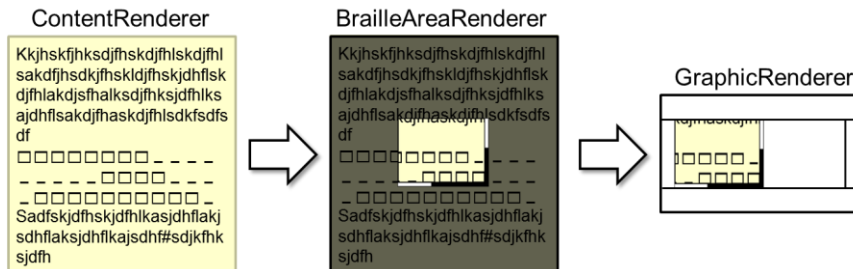 ContentRenderer
Kkjhskfjhksdjfhskdjfhlskdjfhl
sakdfjhsdkjfhskldjfhskjdhflsk
djfhlakdjsfhalksdjfhksjdfhlks
ajdhflsakdjfhaskdjfhlsdkfsdfs
df
□□□□□□□□_ _ _ _
_ _ _ _ _□□□□_ _ _
_□□□□□□□□□□_
Sadfskjdfhskjdfhlkasjdhflakj
sdhflaksjdhflkajsdhf#sdjkfhk
sjdfh
BrailleAreaRenderer
Kkjhskfjhksdjfhskdjfhlskdjfhl
sakdfjhsdkjfhskldjfhskjdhflsk
djfhlakdjsfhalksdjfhksjdfhlks
ajdhflsakdjfhaskdjfhlsdkfsdfs
df
□□□□□□□□_ _ _ _
_ _ _ _ _□□□□_ _ _
_□□□□□□□□□□_
Sadfskjdfhskjdfhlkasjdhflakj
sdhflaksjdhflkajsdhf#sdjkfhk
sjdfh
GraphicRenderer